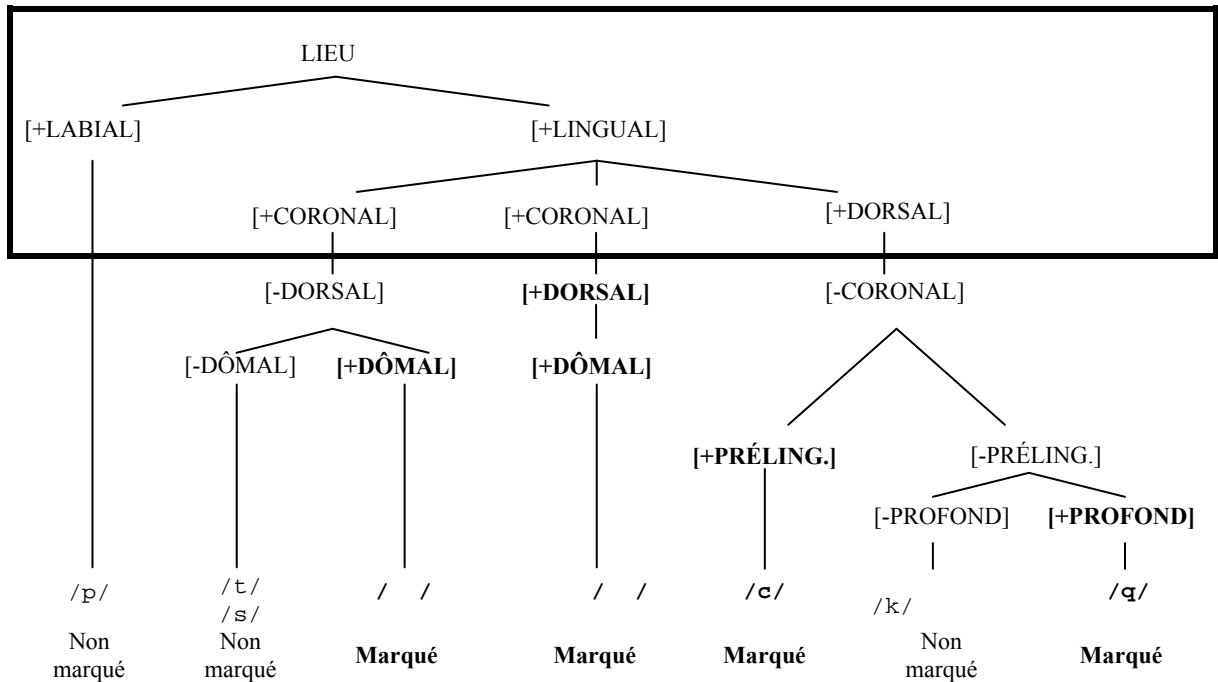 LIEU
[+LABIAL] [+LINGUAL]
[+CORONAL] [+CORONAL] [+DORSAL]
[-DORSAL] [+DORSAL] [-CORONAL]
[-DÔMAL] [+DÔMAL] [+DÔMAL]
[+PRÉLING.] [-PRÉLING.]
[-PROFOND] [+PROFOND]
/p/ /t/ / / / / /c/ /k/ /q/
/s/
Non Non Non
marqué marqué Marqué Marqué Marqué marqué Marqué